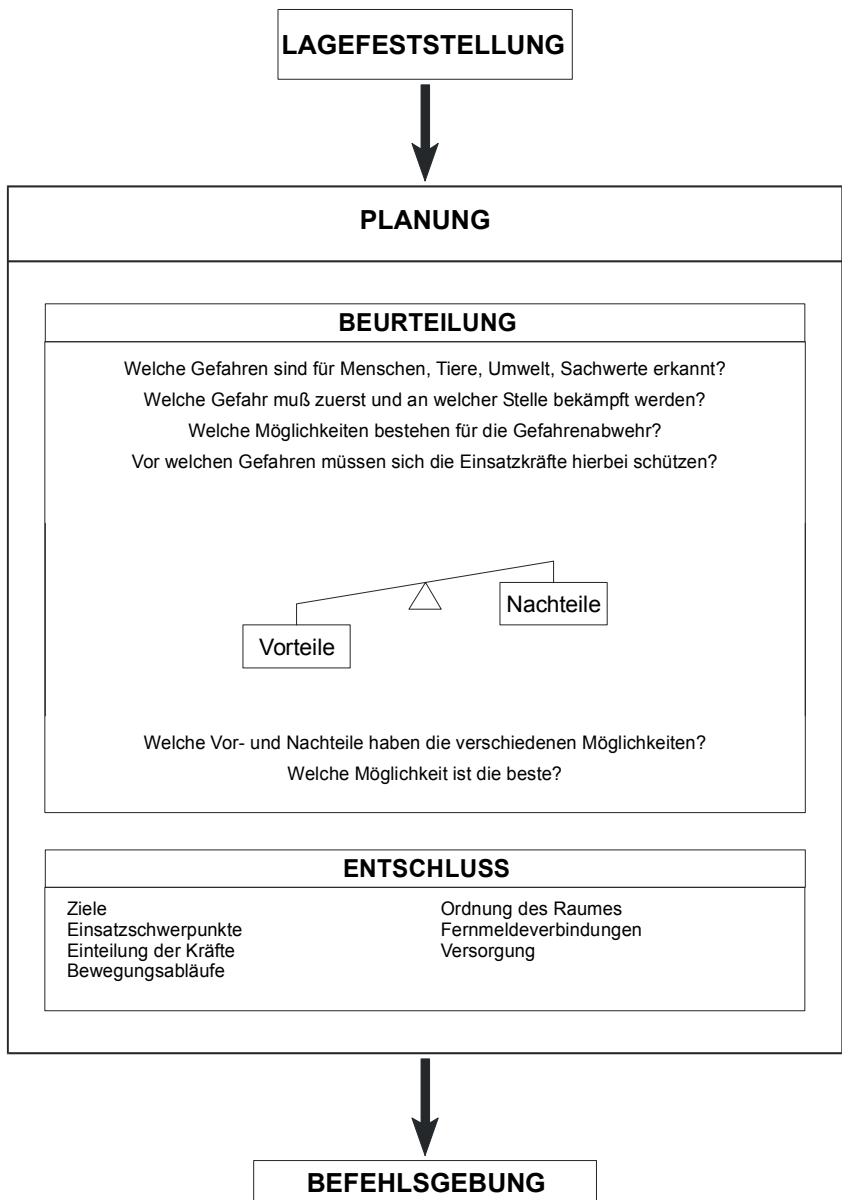 LAGEFESTSTELLUNG
PLANUNG
BEURTEILUNG
Welche Gefahren sind für Menschen, Tiere, Umwelt, Sachwerte erkannt?
Welche Gefahr muß zuerst und an welcher Stelle bekämpft werden?
Welche Möglichkeiten bestehen für die Gefahrenabwehr?
Vor welchen Gefahren müssen sich die Einsatzkräfte hierbei schützen?
Nachteile
Vorteile
Welche Vor- und Nachteile haben die verschiedenen Möglichkeiten?
Welche Möglichkeit ist die beste?
ENTSCHLUSS
Ziele
Einsatzschwerpunkte
Einteilung der Kräfte
Bewegungsabläufe
Ordnung des Raumes
Fernmeldeverbindungen
Versorgung
BEFEHLSGEBUNG